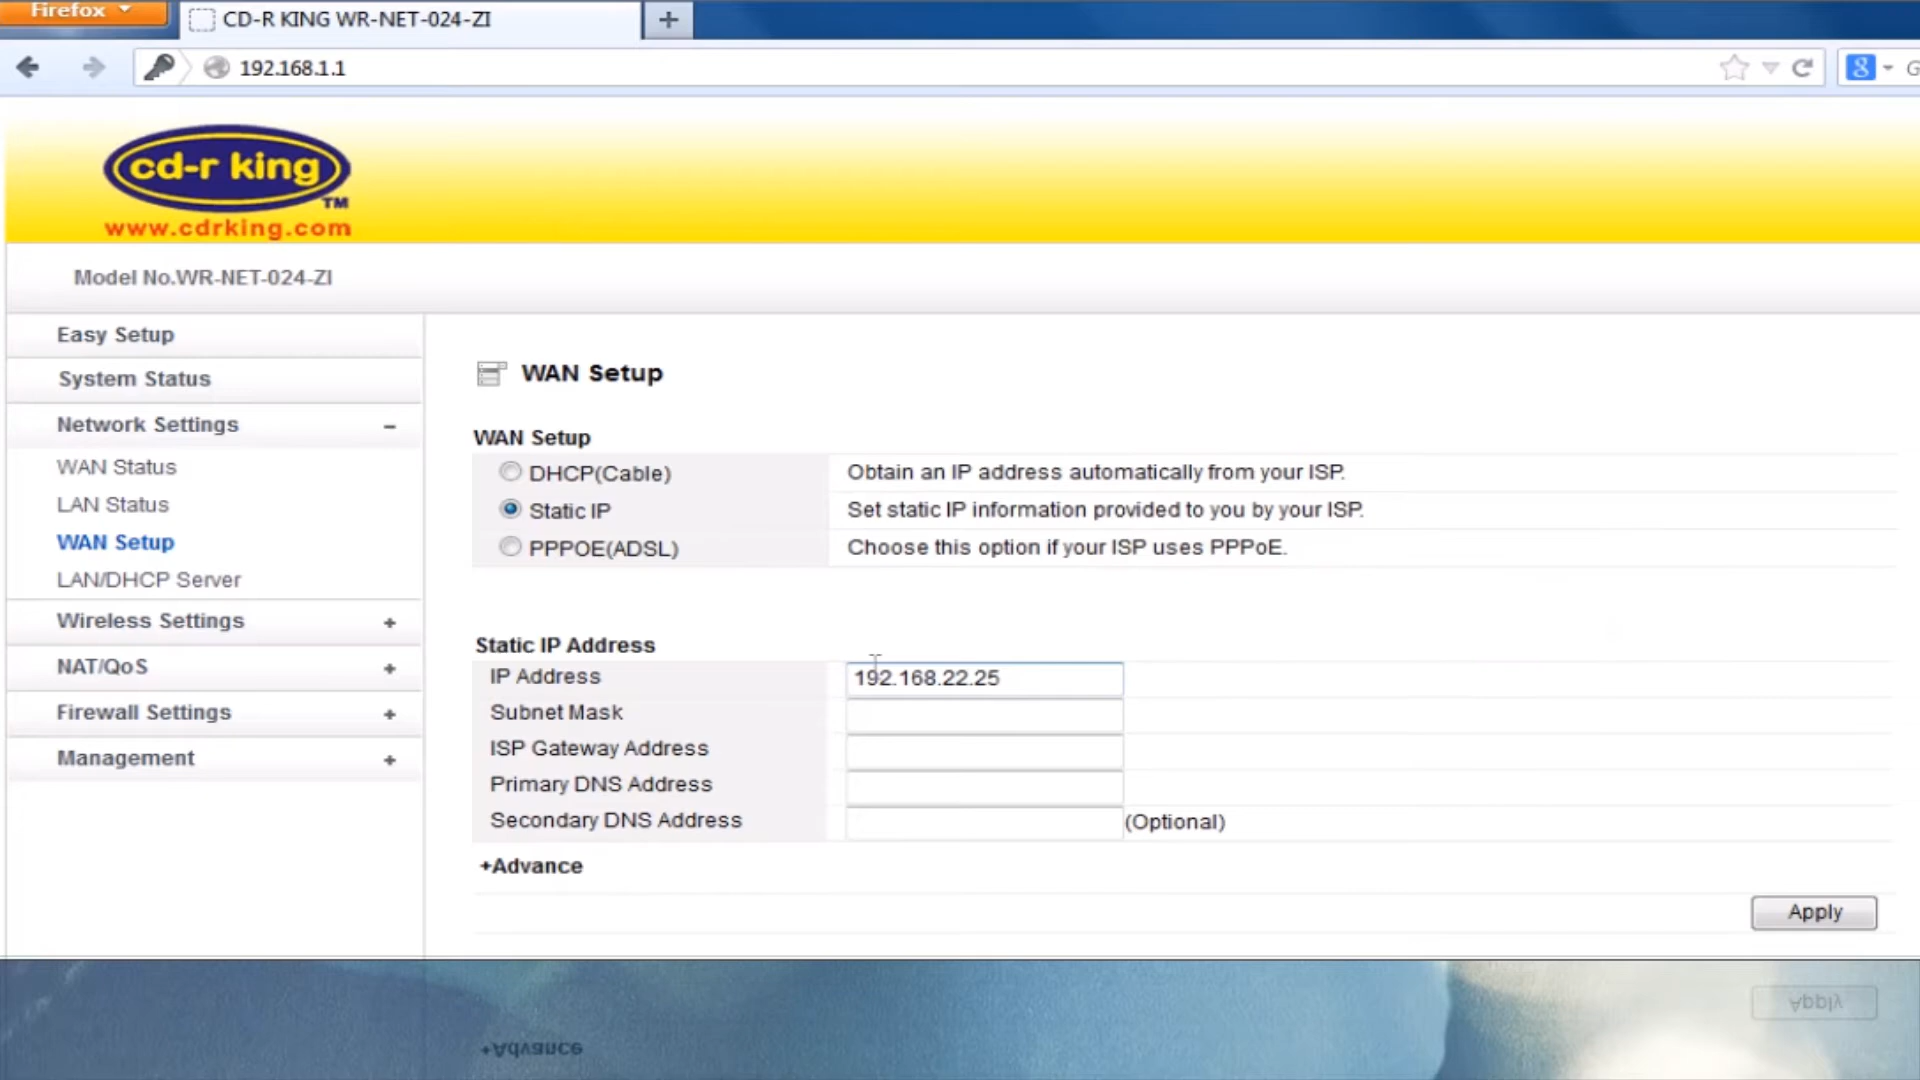 Firefox
CD-R KING WR-NET-024-ZI
+
192.168.1.1
8
G
cd-r king
TM
www.cdrking.com
Model No.WR-NET-024-ZI
Easy Setup
System Status
Network Settings -
WAN Status
LAN Status
WAN Setup
LAN/DHCP Server
Wireless Settings +
NAT/QoS +
Firewall Settings +
Management +
WAN Setup
WAN Setup
DHCP(Cable) Obtain an IP address automatically from your ISP.
Static IP Set static IP information provided to you by your ISP.
PPPOE(ADSL) Choose this option if your ISP uses PPPoE.
Static IP Address
IP Address 192.168.22.25
Subnet Mask
ISP Gateway Address
Primary DNS Address
Secondary DNS Address (Optional)
+Advance
Apply
Apply
+Advance